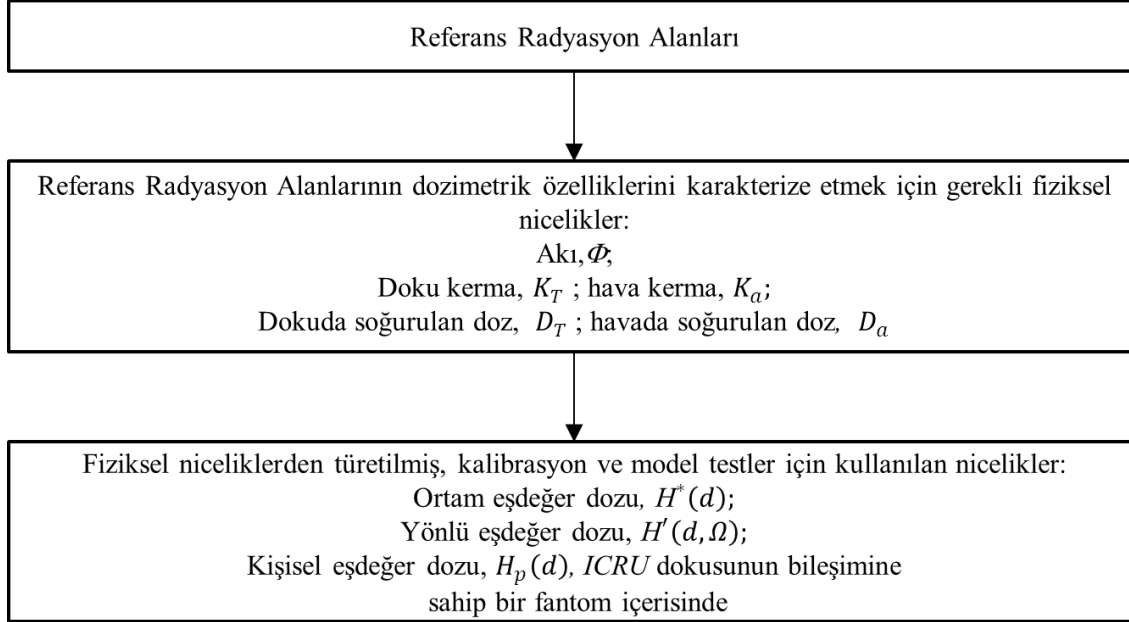 Referans Radyasyon Alanları
Referans Radyasyon Alanlarının dozimetrik özelliklerini karakterize etmek için gerekli fiziksel
nicelikler:
Akı, Φ;
Doku kerma, K_T ; hava kerma, K_a;
Dokuda soğurulan doz, D_T ; havada soğurulan doz, D_a
Fiziksel niceliklerden türetilmiş, kalibrasyon ve model testler için kullanılan nicelikler:
Ortam eşdeğer dozu, H^*(d);
Yönlü eşdeğer dozu, H′(d,Ω);
Kişisel eşdeğer dozu, H_p(d), ICRU dokusunun bileşimine
sahip bir fantom içerisinde